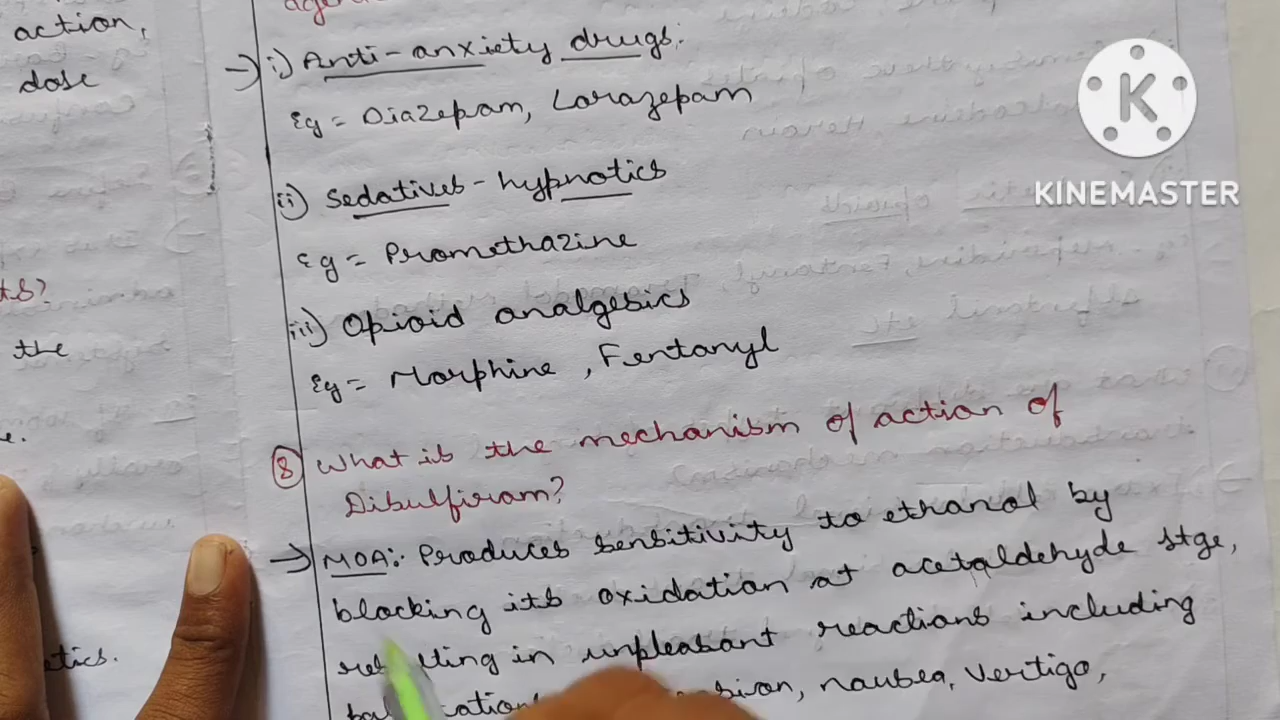 action,
dose
the
etics.
i) Anti-anxiety drugs:
Eg = Diazepam, Lorazepam
ii) Sedatives-hypnotics
Eg = Promethazine
iii) Opioid analgesics
Eg = Morphine, Fentanyl
8 What is the mechanism of action of
Disulfiram?
→ MOA:- Produces sensitivity to ethanol by
blocking its oxidation at acetaldehyde stge,
in unpleasant reactions including
nausea, vertigo,
K
KINEMASTER